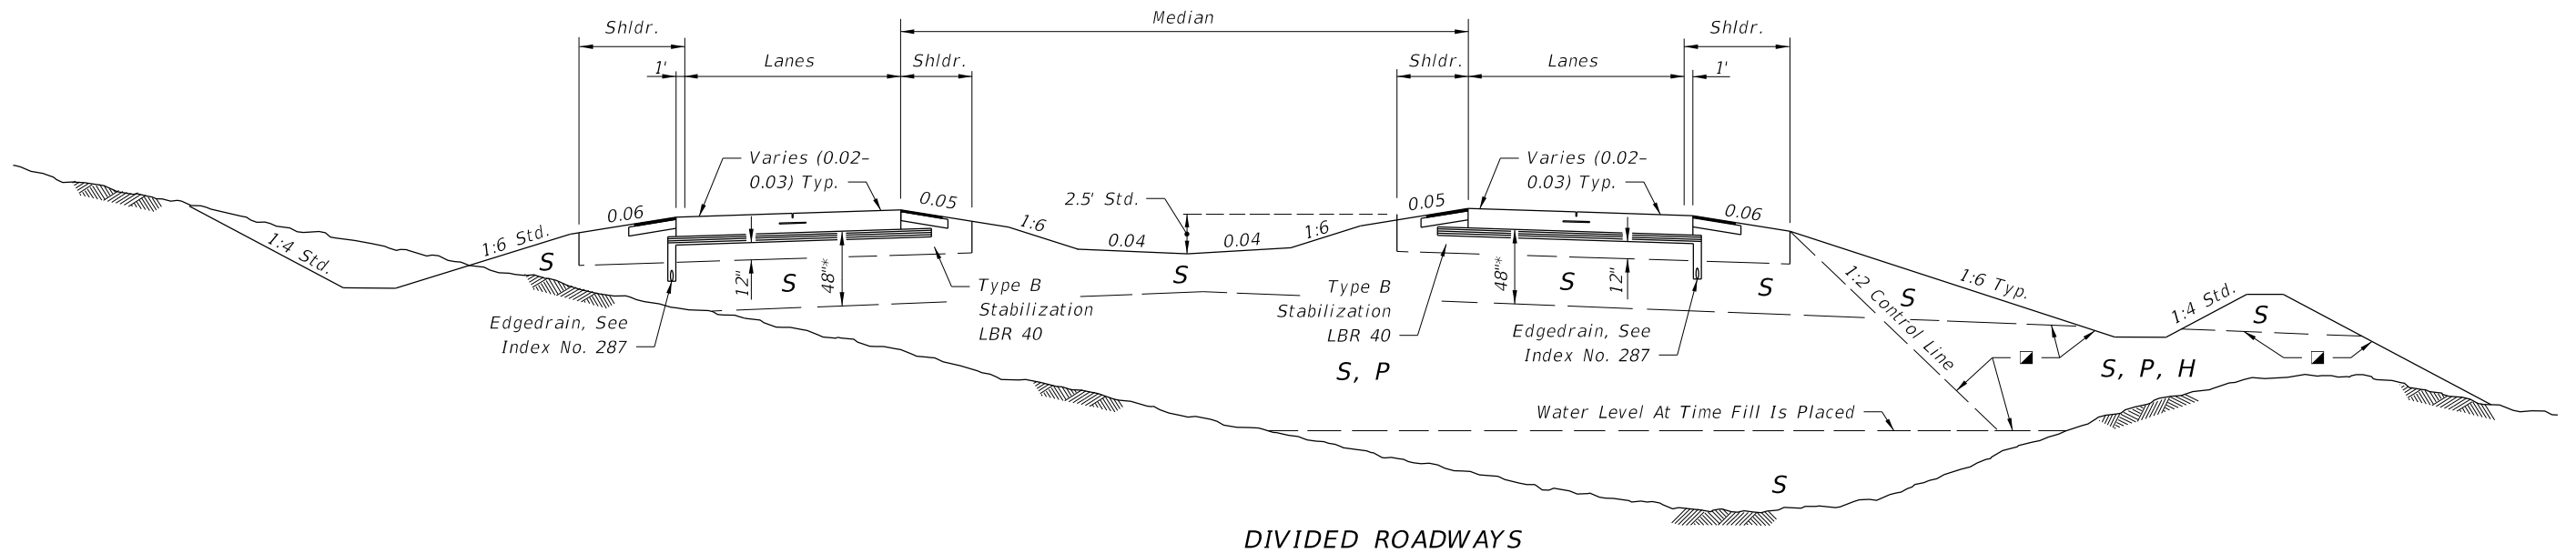 Median
Shldr.
Shldr.
1'
Lanes
Shldr.
Shldr.
Lanes
1'
Varies (0.02–
0.03) Typ.
Varies (0.02–
0.03) Typ.
2.5' Std.
0.05
0.05
0.06
0.06
1:6
1:6
1:4 Std.
1:6 Std.
0.04
0.04
S
S
12"
S
48"*
Type B
Stabilization
LBR 40
Type B
Stabilization
LBR 40
48"*
S
12"
S
1:2 Control Line
S
1:6 Typ.
1:4 Std.
S
Edgedrain, See
Index No. 287
Edgedrain, See
Index No. 287
S, P
S, P, H
Water Level At Time Fill Is Placed
S
DIVIDED ROADWAYS